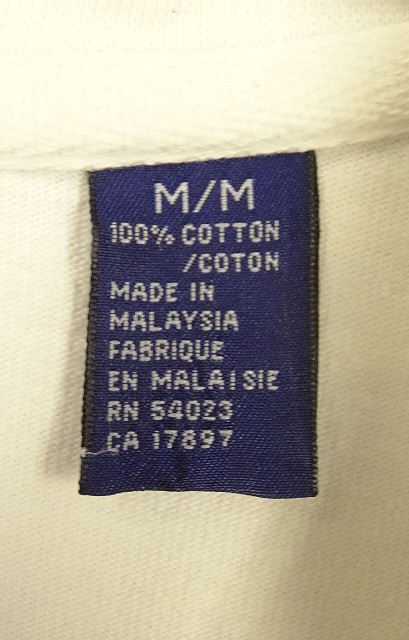 M/M
100% COTTON
/COTON
MADE IN
MALAYSIA
FABRIQUE
EN MALAISIE
RN 54023
CA 17897